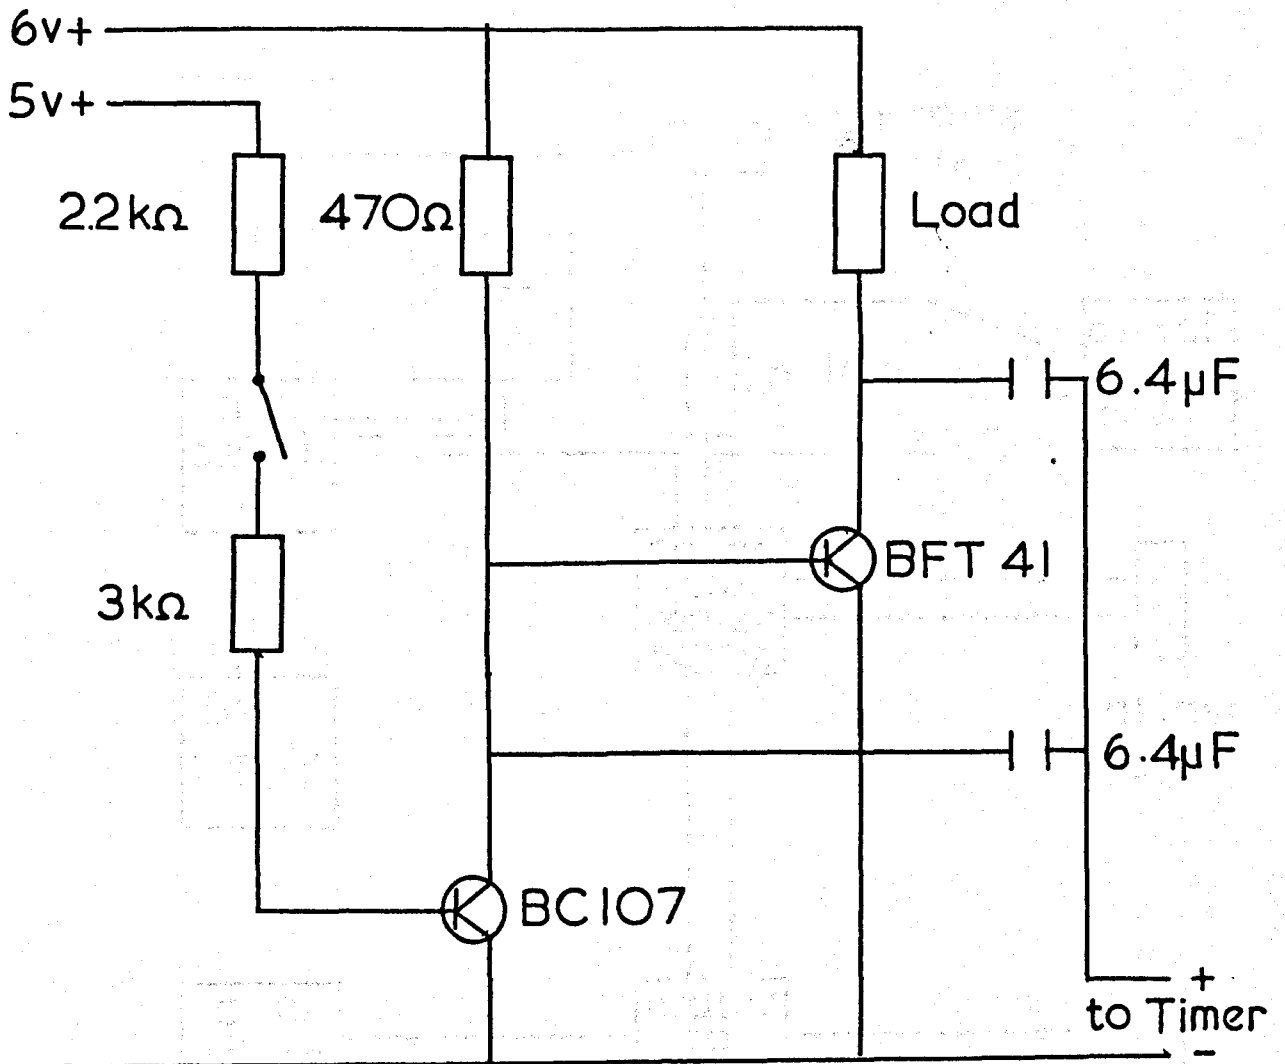 6v+
5v+
2.2kΩ
470Ω
Load
6.4µF
BFT 41
3kΩ
6.4µF
BC107
+
to Timer
-